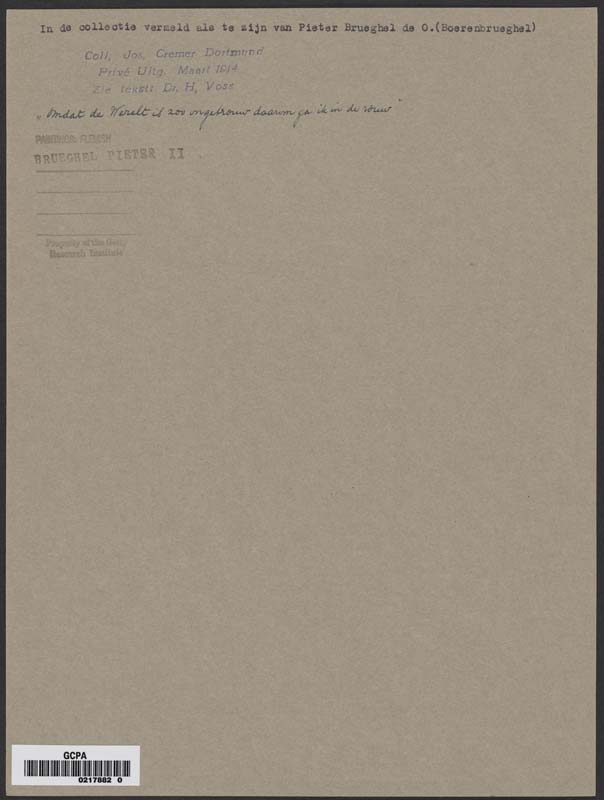 In de collectie vermeld als te zijn van Pieter Brueghel de O.(Boerenbrueghel)
Coll, Jos, Cremer Dortmund
Privé Uitg. Maart 1914
Zie tekst: Dr. H, Voss
„Omdat de Werelt is zoo ongetrouw daarom ga ik in de rouw"
PAINTINGS: FLEMISH
BRUEGHEL PIETER II .
Property of the Getty
Research Institute
GCPA
0217882 0